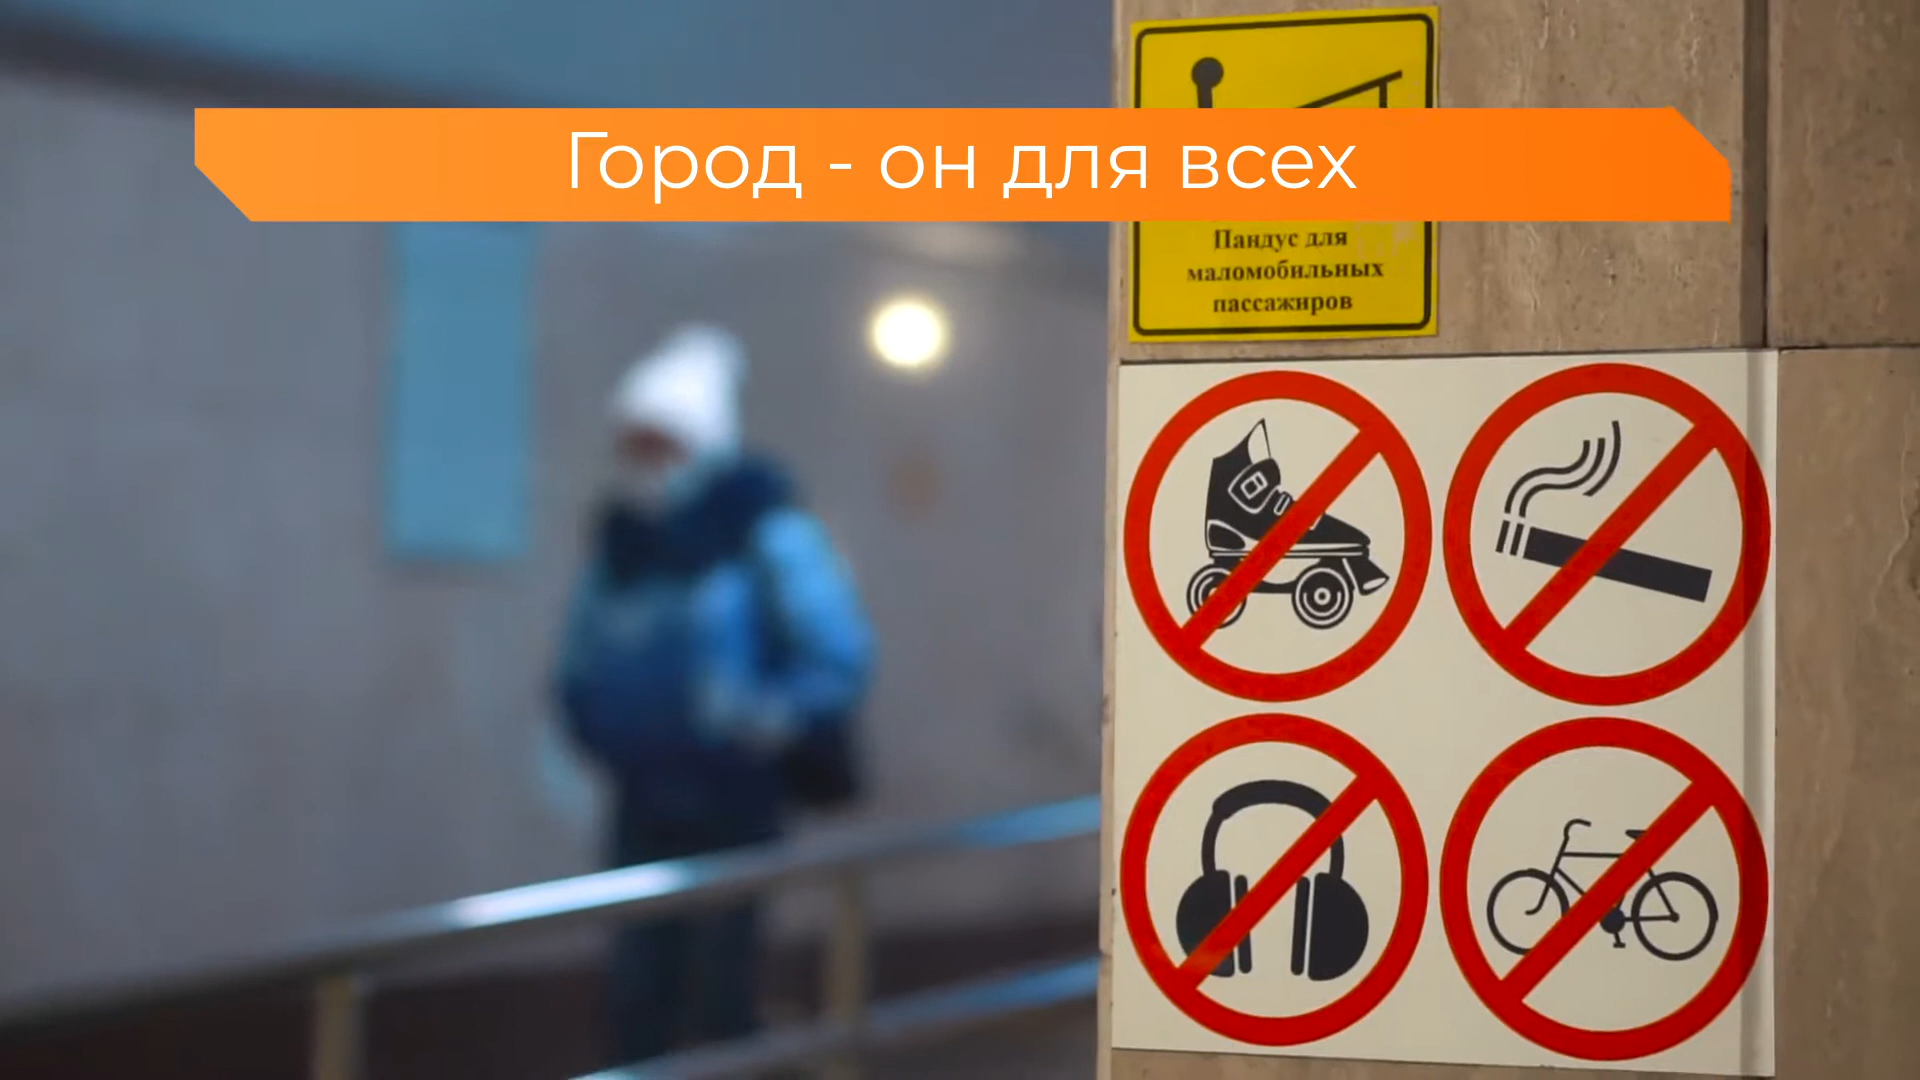 Город - он для всех
Пандус для
маломобильных
пассажиров